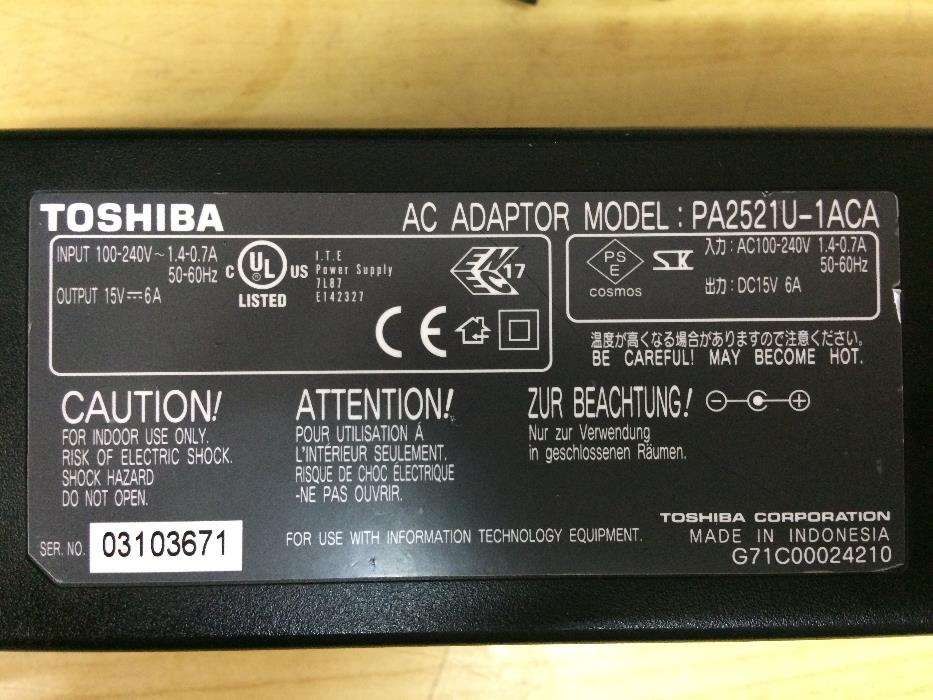 TOSHIBA AC ADAPTOR MODEL : PA2521U-1ACA
INPUT 100-240V~1.4-0.7A
50-60Hz
OUTPUT 15V⎓6A
C UL US
LISTED
I.T.E
Power Supply
7L87
E142327
17
CE
PS
E
cosmos
入力 : AC100-240V 1.4-0.7A
50-60Hz
出力 : DC15V 6A
温度が高くなる場合がありますので注意ください。
BE CAREFUL! MAY BECOME HOT.
CAUTION!
FOR INDOOR USE ONLY.
RISK OF ELECTRIC SHOCK.
SHOCK HAZARD
DO NOT OPEN.
ATTENTION!
POUR UTILISATION À
L'INTÉRIEUR SEULEMENT.
RISQUE DE CHOC ÉLECTRIQUE
-NE PAS OUVRIR.
ZUR BEACHTUNG!
Nur zur Verwendung
in geschlossenen Räumen.
SER. NO. 03103671
FOR USE WITH INFORMATION TECHNOLOGY EQUIPMENT.
TOSHIBA CORPORATION
MADE IN INDONESIA
G71C00024210